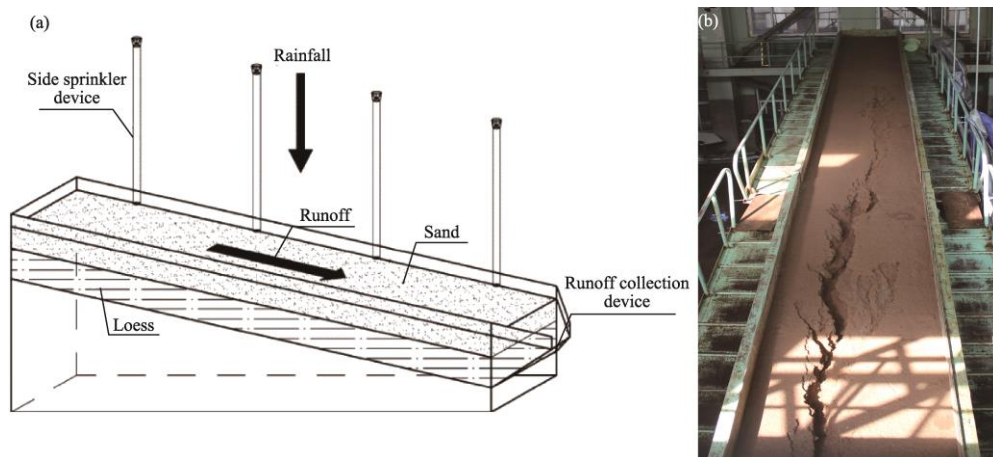 (a)
Rainfall
Side sprinkler
device
Runoff
Sand
Runoff collection
device
Loess
(b)